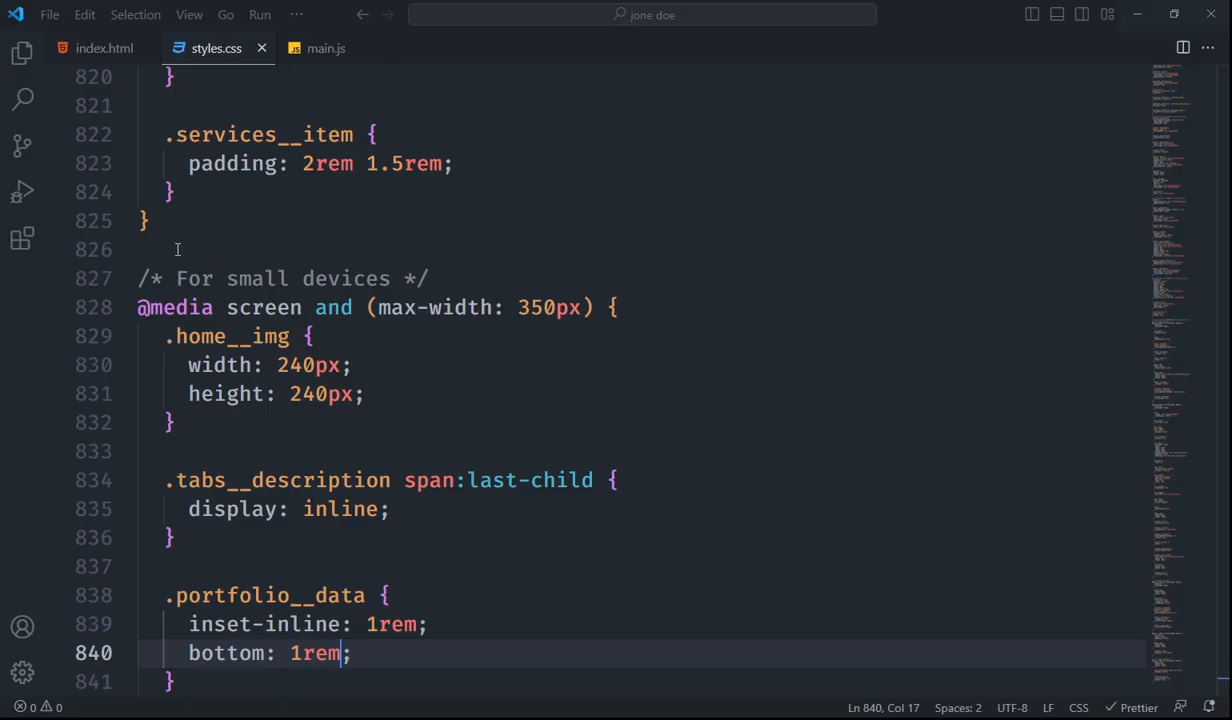 File Edit Selection View Go Run ··· jone doe
index.html styles.css main.js
820 }
821
822 .services__item {
823 padding: 2rem 1.5rem;
824 }
825 }
826
827 /* For small devices */
828 @media screen and (max-width: 350px) {
829 .home__img {
830 width: 240px;
831 height: 240px;
832 }
833
834 .tabs__description span:last-child {
835 display: inline;
836 }
837
838 .portfolio__data {
839 inset-inline: 1rem;
840 bottom: 1rem;
841 }
0 0 Ln 840, Col 17 Spaces: 2 UTF-8 LF CSS Prettier